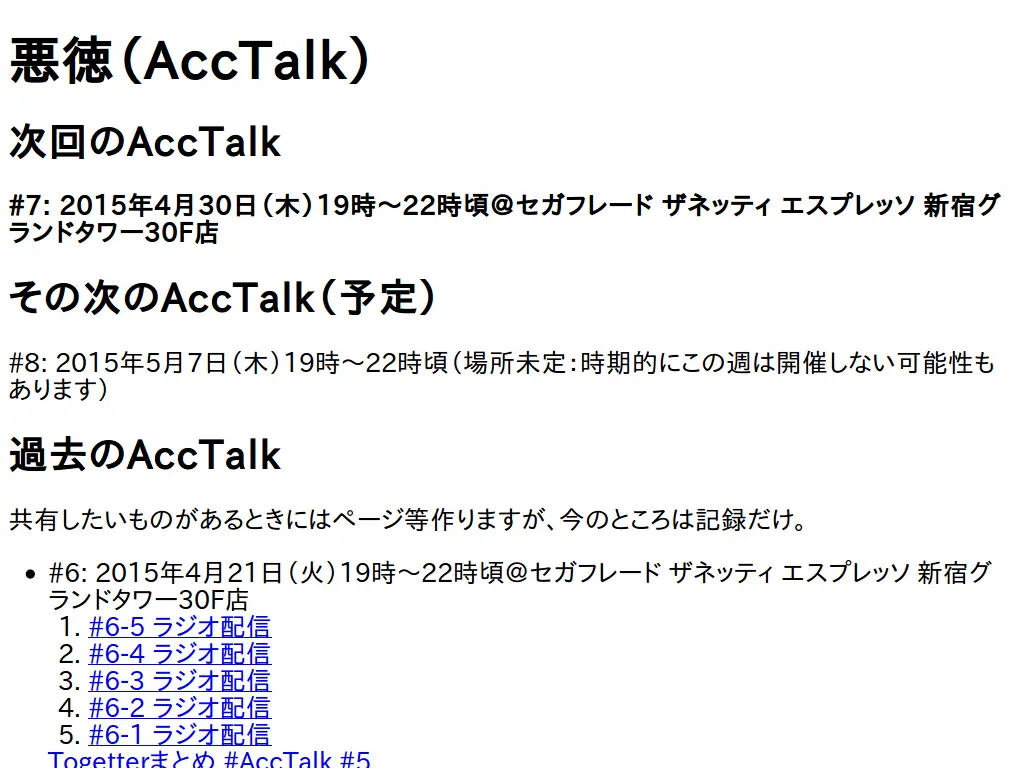 悪徳（AccTalk）
次回のAccTalk
#7: 2015年4月30日（木）19時～22時頃＠セガフレード ザネッティ エスプレッソ 新宿グ
ランドタワー30F店
その次のAccTalk（予定）
#8: 2015年5月7日（木）19時～22時頃（場所未定：時期的にこの週は開催しない可能性も
あります）
過去のAccTalk
共有したいものがあるときにはページ等作りますが、今のところは記録だけ。
• #6: 2015年4月21日（火）19時～22時頃＠セガフレード ザネッティ エスプレッソ 新宿グ
ランドタワー30F店
1. #6-5 ラジオ配信
2. #6-4 ラジオ配信
3. #6-3 ラジオ配信
4. #6-2 ラジオ配信
5. #6-1 ラジオ配信
Togetterまとめ #AccTalk #5